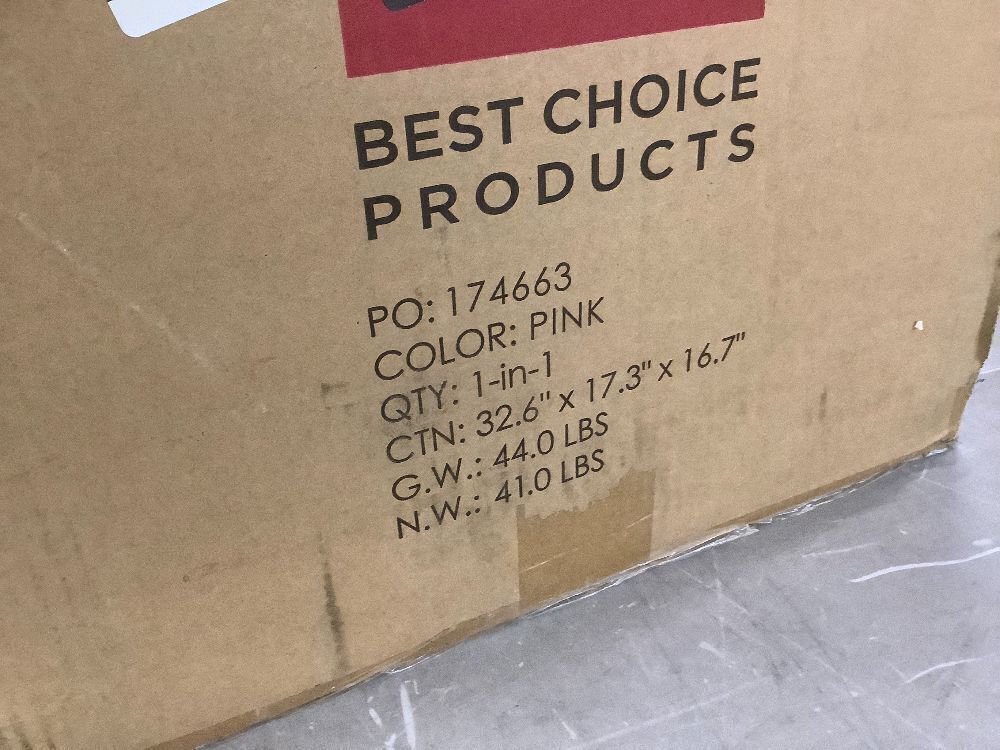 BEST CHOICE
PRODUCTS
PO: 174663
COLOR: PINK
QTY: 1-in-1
CTN: 32.6" x 17.3" x 16.7"
G.W.: 44.0 LBS
N.W.: 41.0 LBS